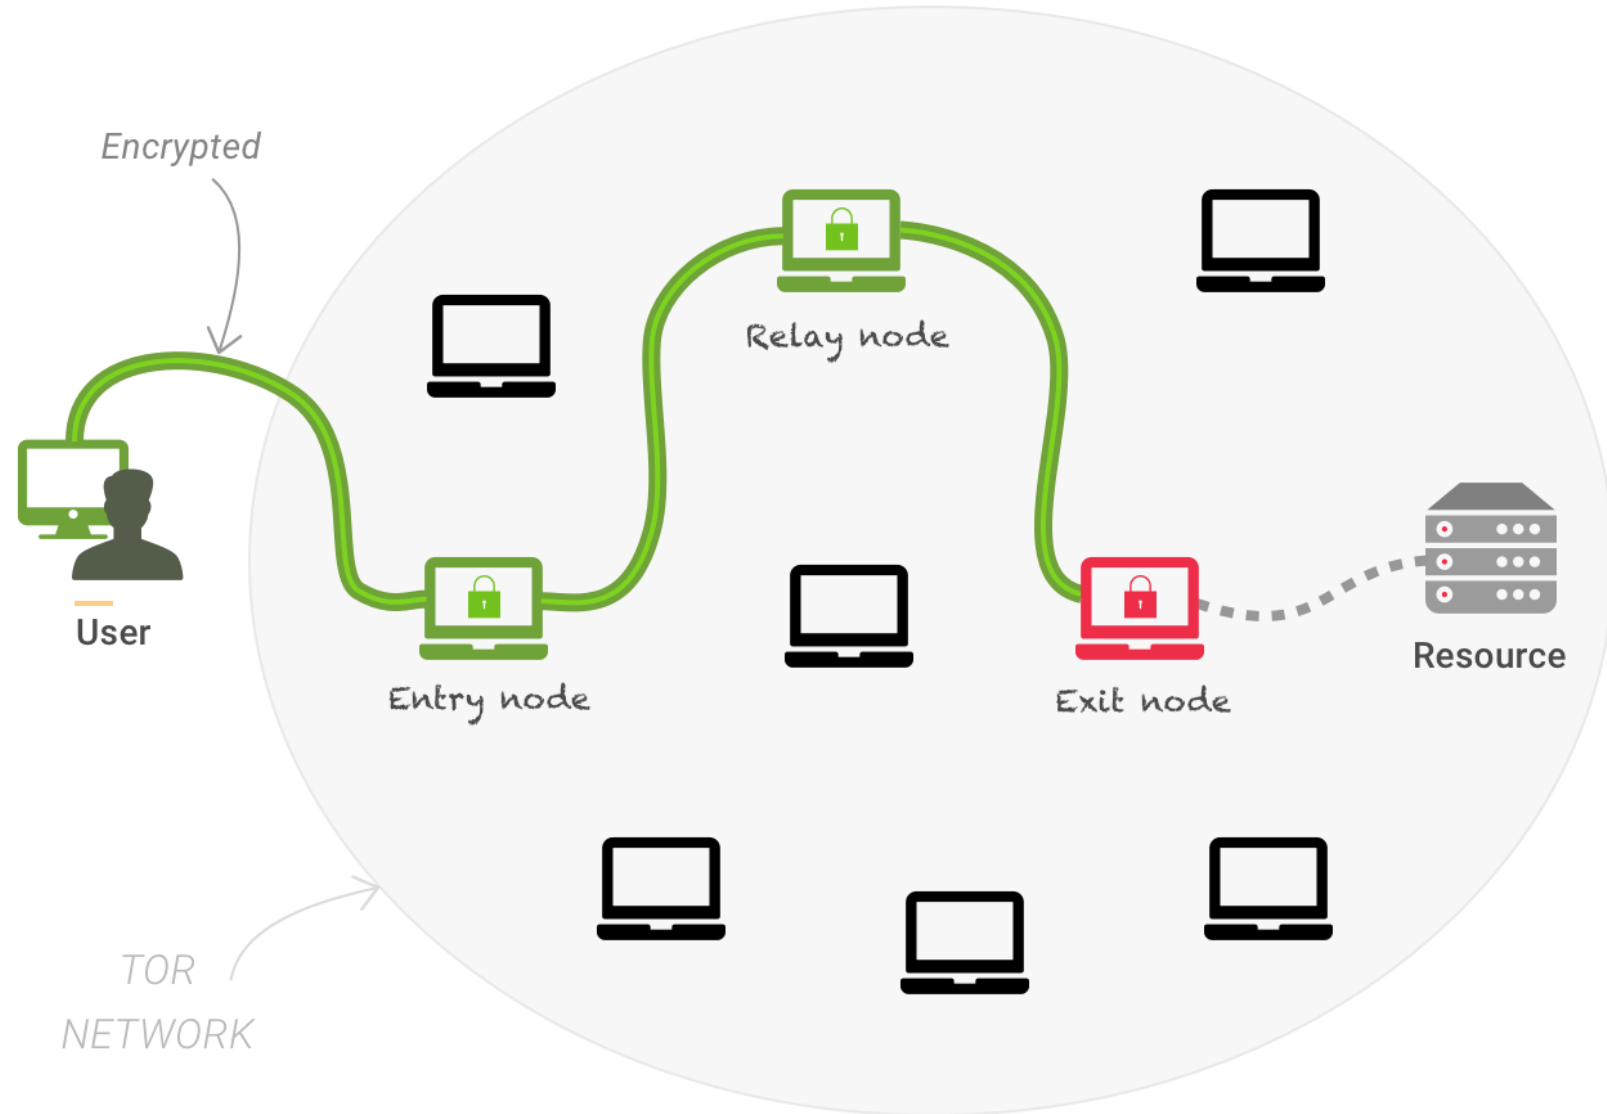 Encrypted
Relay node
User
Resource
Entry node
Exit node
TOR
NETWORK